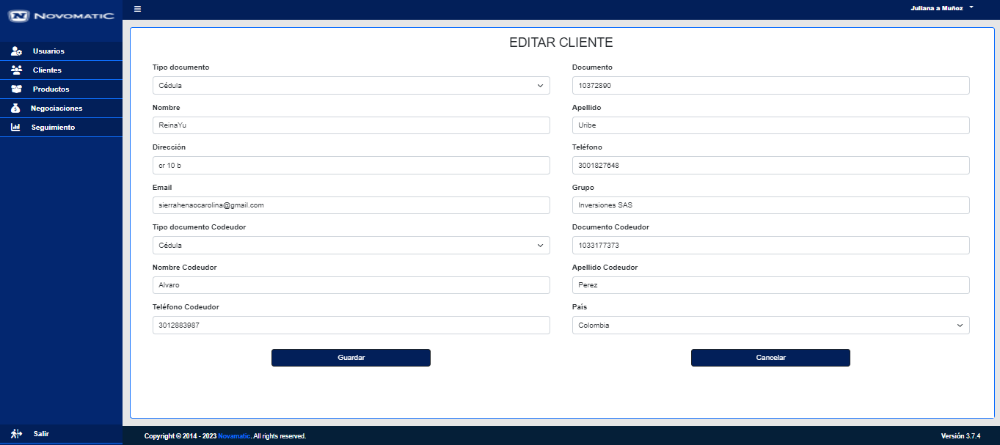 NOVOMATIC
Juliana a Muñoz
Usuarios
Clientes
Productos
Negociaciones
Seguimiento
Salir
EDITAR CLIENTE
Tipo documento
Cédula
Documento
10372890
Nombre
ReinaYu
Apellido
Uribe
Dirección
cr 10 b
Teléfono
3001827648
Email
sierrahenaocarolina@gmail.com
Grupo
Inversiones SAS
Tipo documento Codeudor
Cédula
Documento Codeudor
1033177373
Nombre Codeudor
Alvaro
Apellido Codeudor
Perez
Teléfono Codeudor
3012883987
País
Colombia
Guardar
Cancelar
Copyright © 2014 - 2023 Novamatic. All rights reserved.
Versión 3.7.4